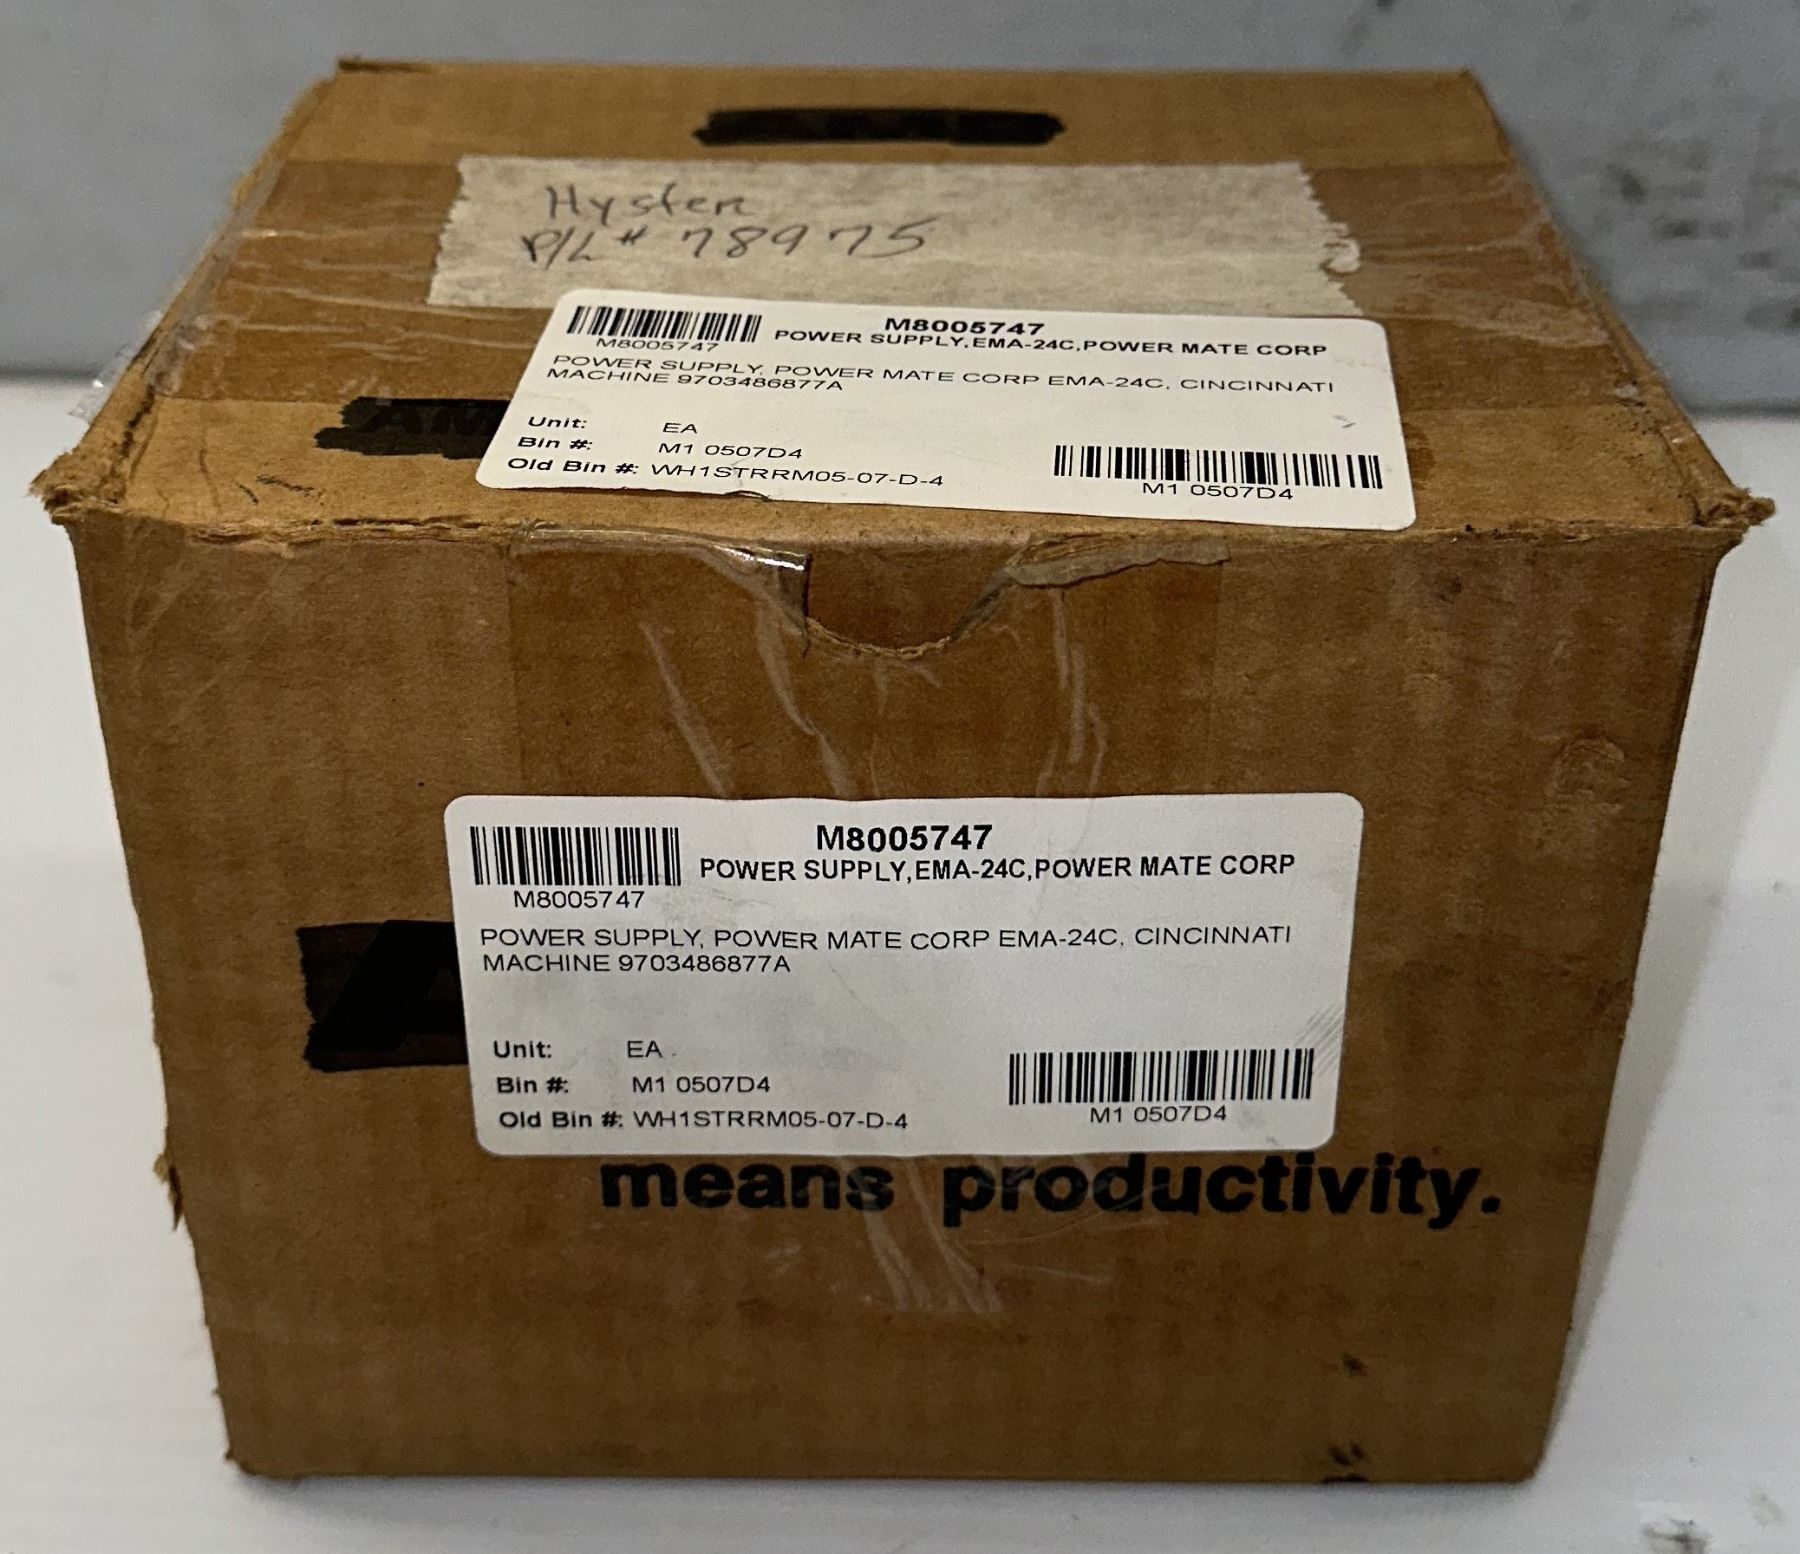 Hyster
P/L # 78975
M8005747
M8005747
POWER SUPPLY,EMA-24C,POWER MATE CORP
POWER SUPPLY, POWER MATE CORP EMA-24C, CINCINNATI
MACHINE 9703486877A
Unit: EA
Bin #: M1 0507D4
Old Bin #: WH1STRRM05-07-D-4
M1 0507D4
M8005747
M8005747
POWER SUPPLY,EMA-24C,POWER MATE CORP
POWER SUPPLY, POWER MATE CORP EMA-24C, CINCINNATI
MACHINE 9703486877A
Unit: EA
Bin #: M1 0507D4
Old Bin #: WH1STRRM05-07-D-4
M1 0507D4
means productivity.